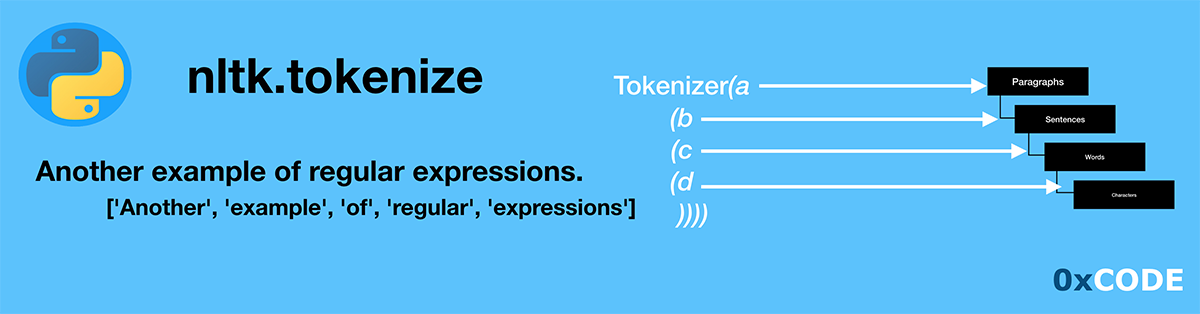 nltk.tokenize
Another example of regular expressions.
['Another', 'example', 'of', 'regular', 'expressions']
Tokenizer(a
Paragraphs
(b
Sentences
(c
Words
(d
Characters
))))
0xCODE